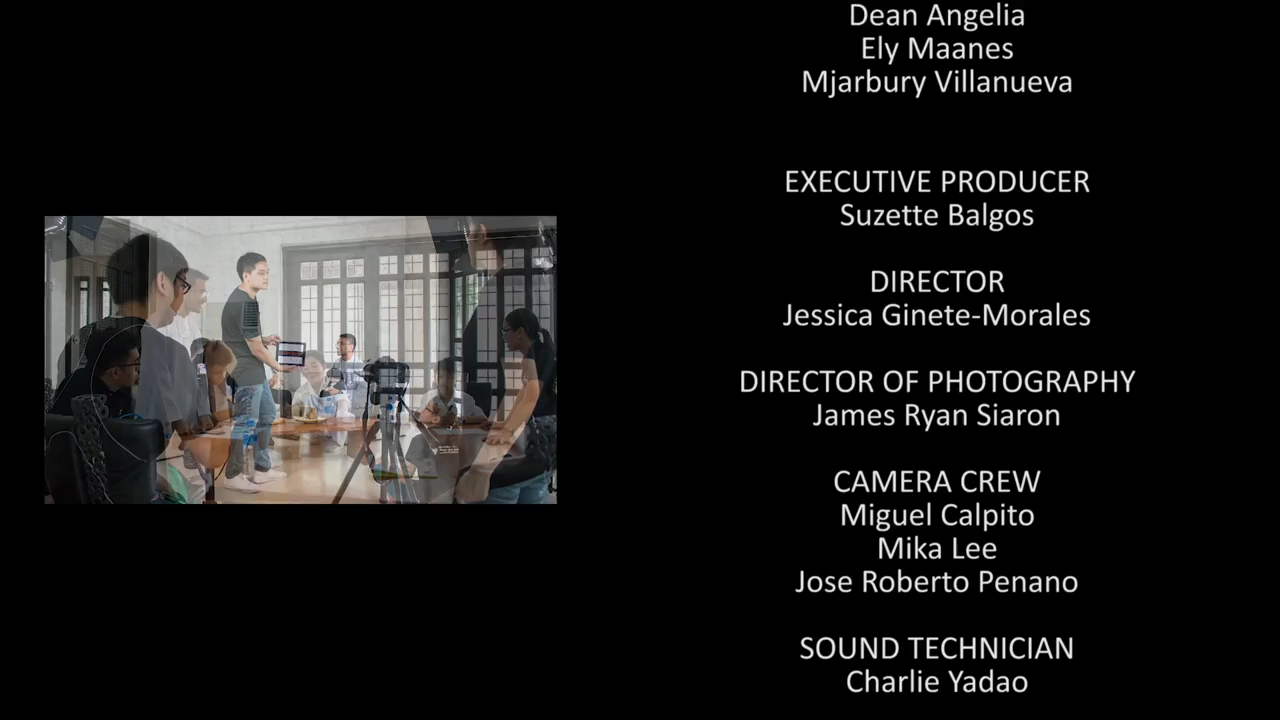 Dean Angelia
Ely Maanes
Mjarbury Villanueva
EXECUTIVE PRODUCER
Suzette Balgos
DIRECTOR
Jessica Ginete-Morales
DIRECTOR OF PHOTOGRAPHY
James Ryan Siaron
CAMERA CREW
Miguel Calpito
Mika Lee
Jose Roberto Penano
SOUND TECHNICIAN
Charlie Yadao